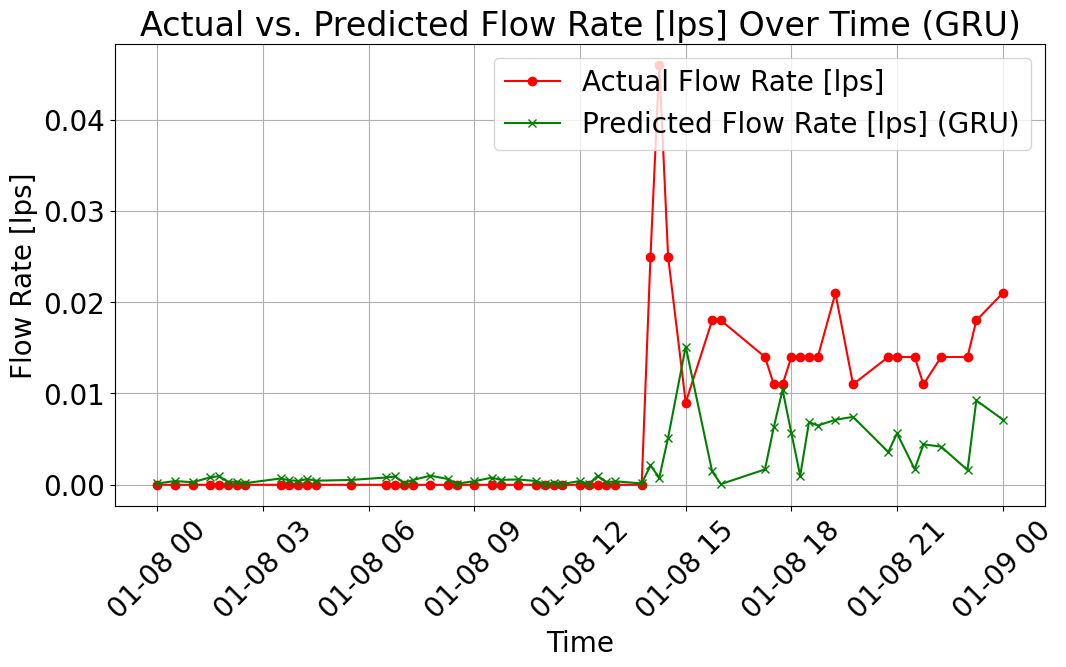 Actual vs. Predicted Flow Rate [lps] Over Time (GRU)
Actual Flow Rate [lps]
Predicted Flow Rate [lps] (GRU)
Flow Rate [lps]
0.04
0.03
0.02
0.01
0.00
01-08 00
01-08 03
01-08 06
01-08 09
01-08 12
01-08 15
01-08 18
01-08 21
01-09 00
Time